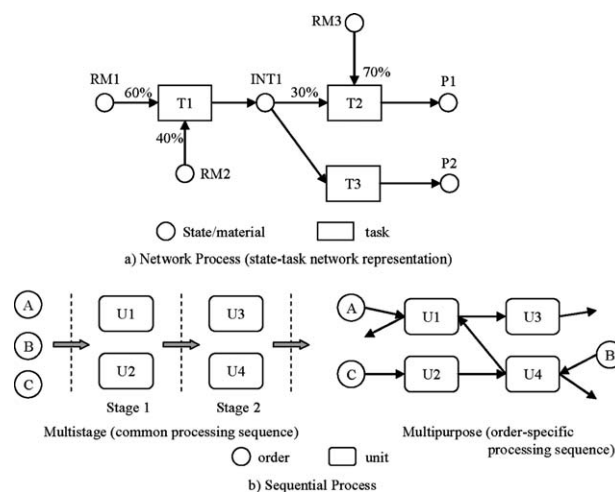 RM3
RM1
INT1
70%
P1
60%
T1
30%
T2
40%
RM2
P2
T3
State/material
task
a) Network Process (state-task network representation)
A
U1
U3
A
U1
U3
B
B
C
U2
U4
C
U2
U4
Stage 1
Stage 2
Multistage (common processing sequence)
Multipurpose (order-specific
processing sequence)
order
unit
b) Sequential Process